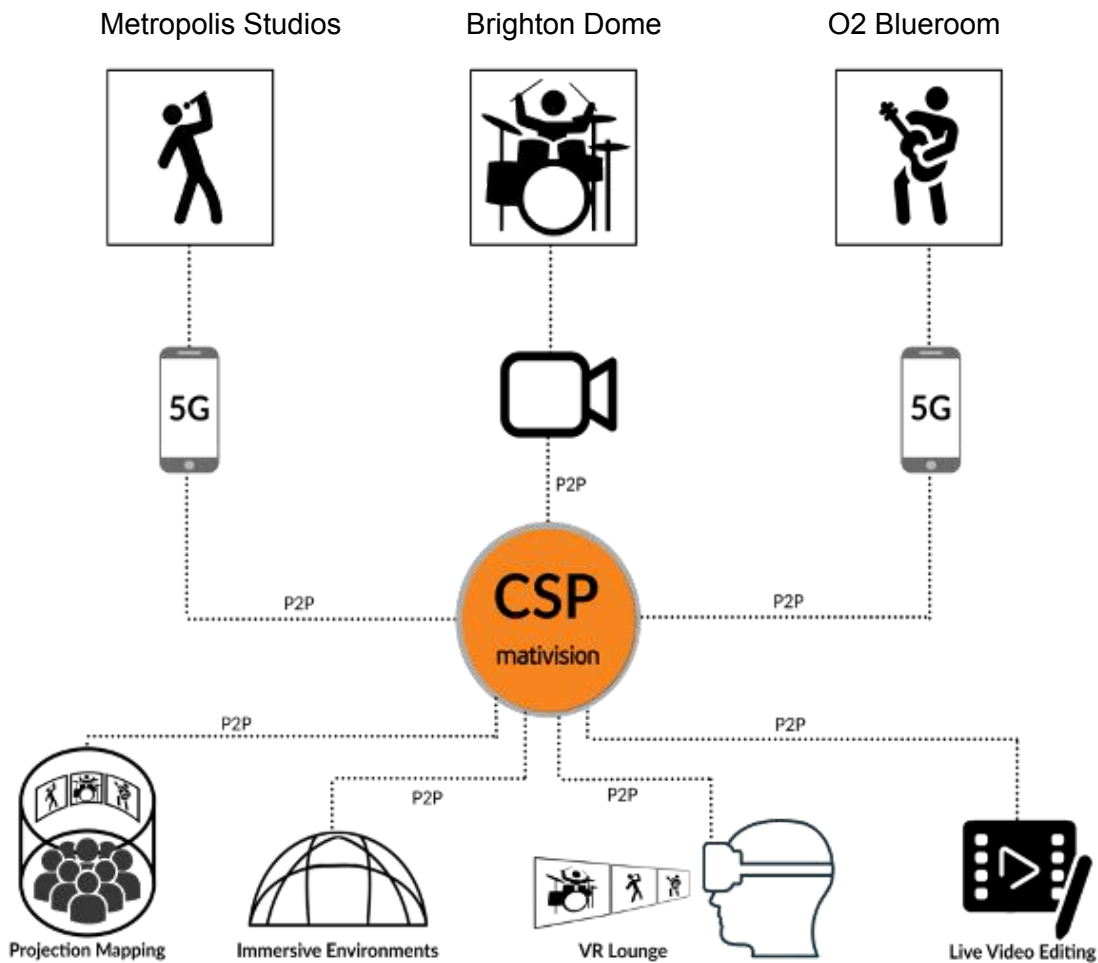 Metropolis Studios
Brighton Dome
O2 Blueroom
5G
5G
P2P
P2P
P2P
CSP
mativision
P2P
P2P
P2P
P2P
Projection Mapping
Immersive Environments
VR Lounge
Live Video Editing